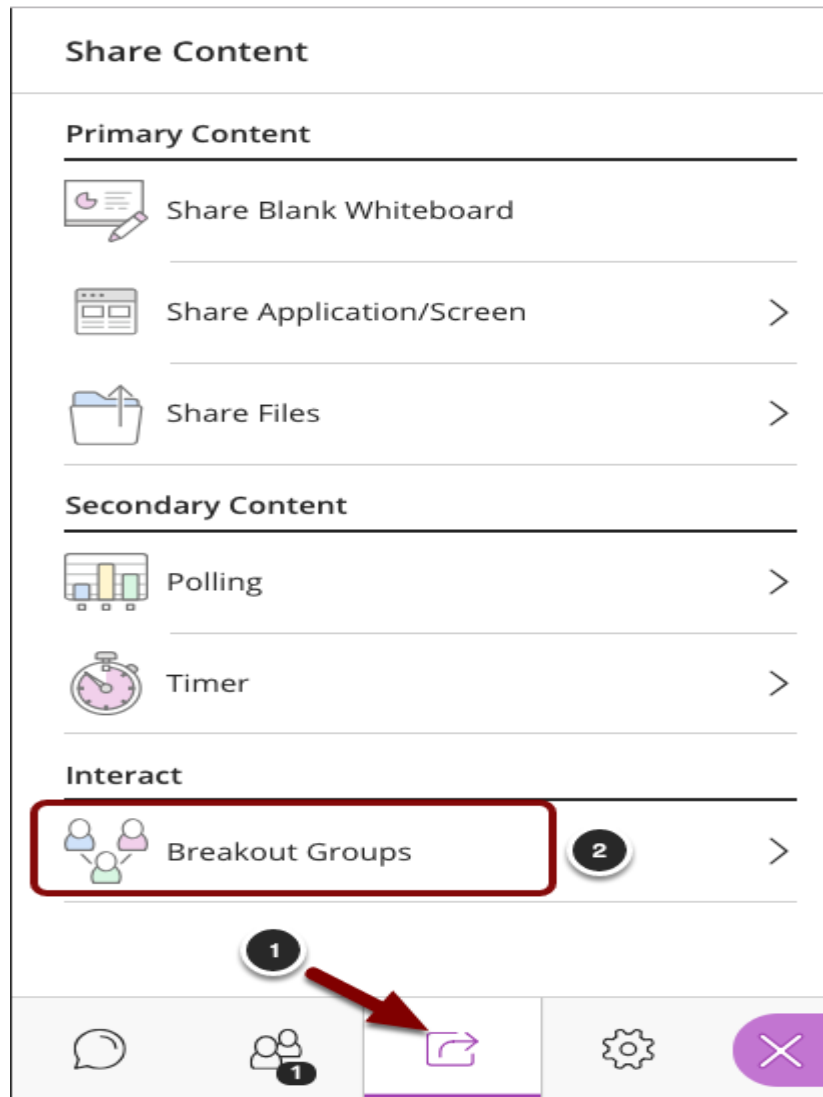 Share Content
Primary Content
Share Blank Whiteboard
Share Application/Screen
Share Files
Secondary Content
Polling
Timer
Interact
Breakout Groups
2
1
1